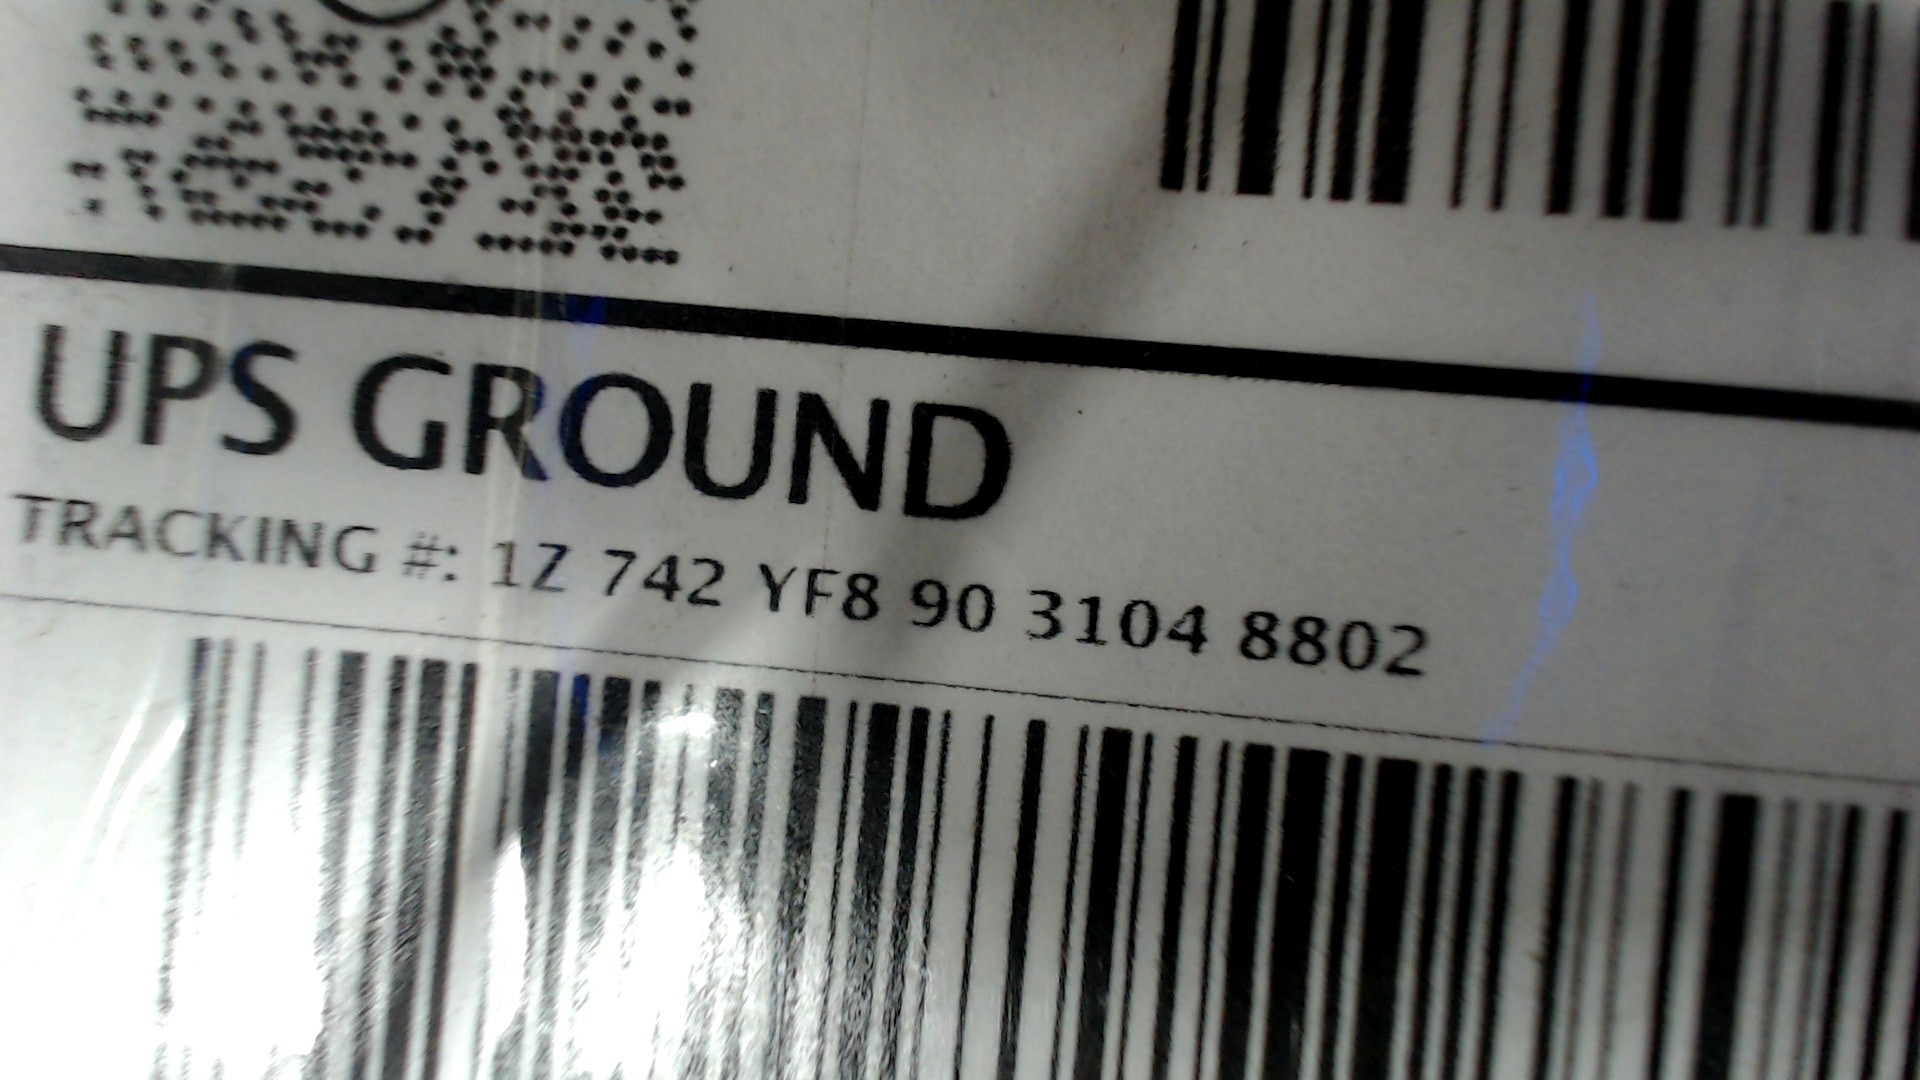 UPS GROUND
TRACKING #: 1Z 742 YF8 90 3104 8802